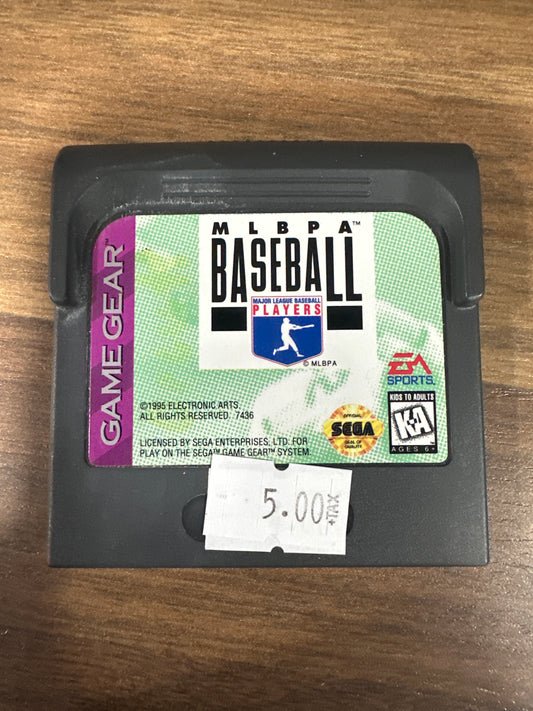 MLBPA™
BASEBALL
MAJOR LEAGUE BASEBALL
PLAYERS
© MLBPA
GAME GEAR™
EA
SPORTS™
KIDS TO ADULTS
K-A
AGES 6+
©1995 ELECTRONIC ARTS.
ALL RIGHTS RESERVED. 7436
OFFICIAL
SEGA
SEAL OF
QUALITY
LICENSED BY SEGA ENTERPRISES, LTD. FOR
PLAY ON THE SEGA™ GAME GEAR™ SYSTEM.
5.00
+TAX